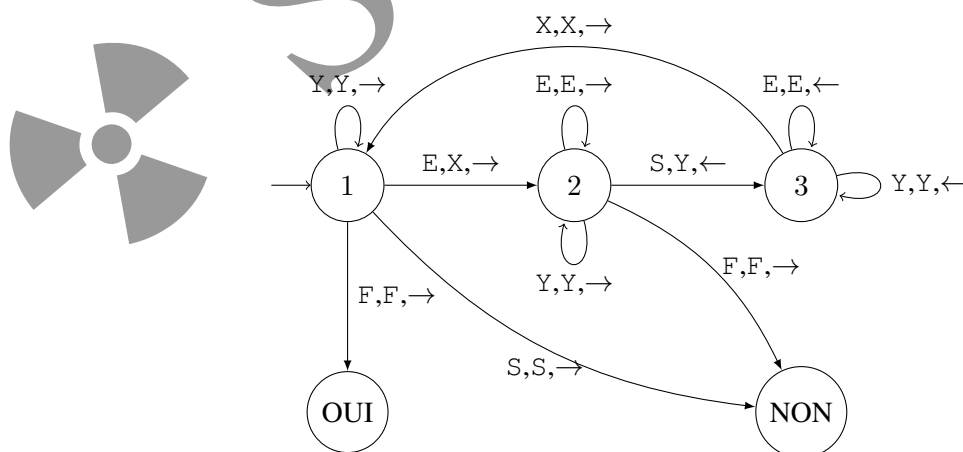 X,X,→
Y,Y,→
E,E,→
E,E,←
1
E,X,→
2
S,Y,←
3
Y,Y,←
Y,Y,→
F,F,→
F,F,→
S,S,→
OUI
NON